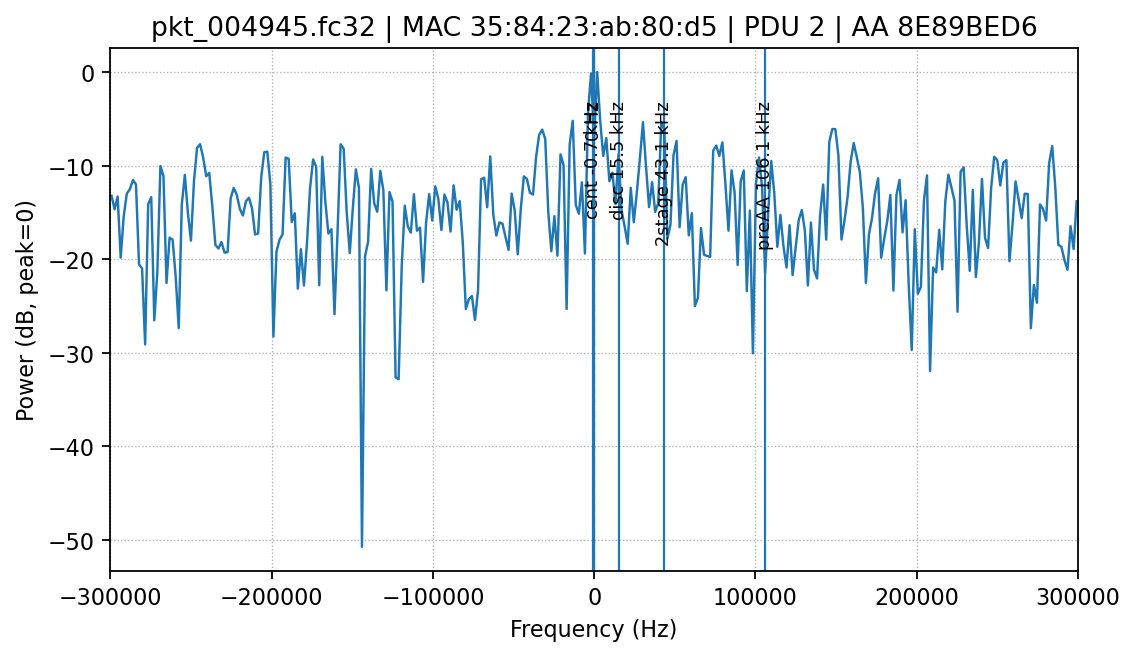 pkt_004945.fc32 | MAC 35:84:23:ab:80:d5 | PDU 2 | AA 8E89BED6
0
−10
−20
−30
−40
−50
Power (dB, peak=0)
cent -0.7 kHz
disc 15.5 kHz
2stage 43.1 kHz
preAA 106.1 kHz
−300000
−200000
−100000
0
100000
200000
300000
Frequency (Hz)